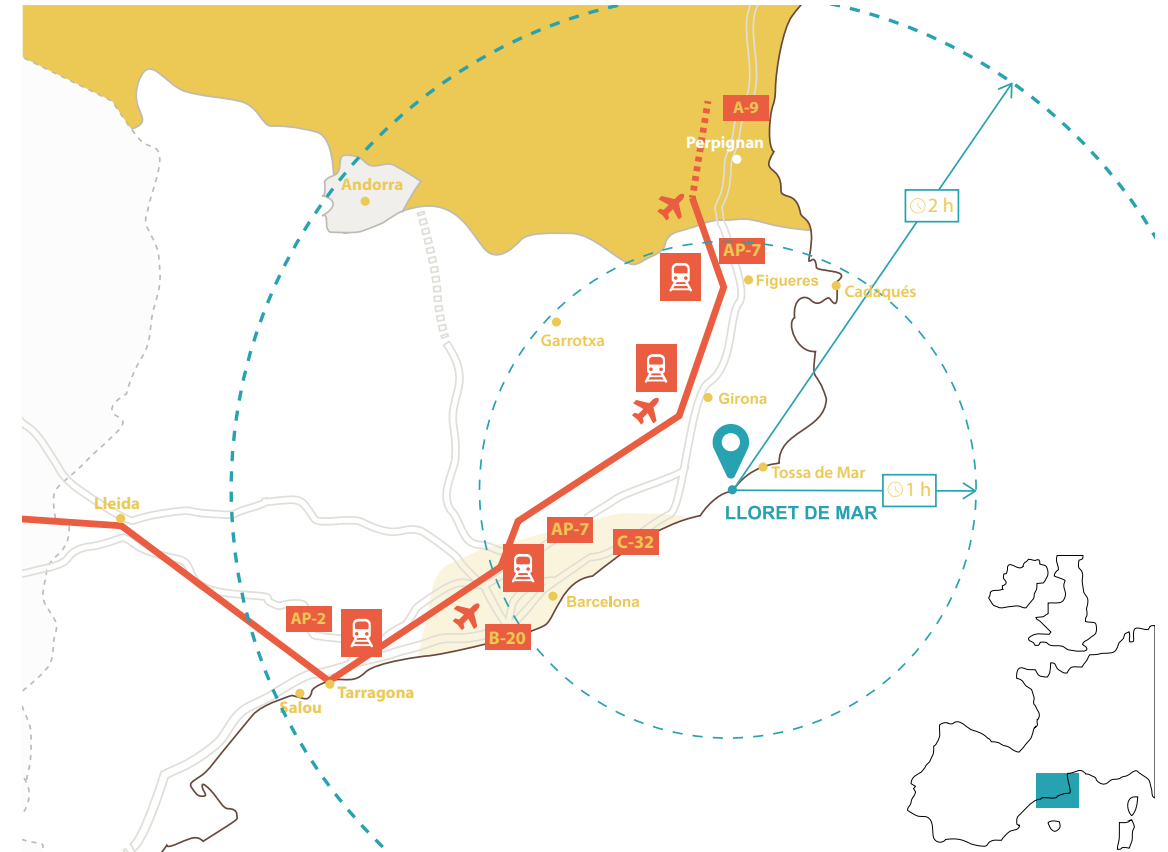 A-9
Perpignan
Andorra
2 h
AP-7
Figueres
Cadaqués
Garrotxa
Girona
Tossa de Mar
1 h
Lleida
LLORET DE MAR
AP-7
C-32
Barcelona
AP-2
B-20
Tarragona
Salou